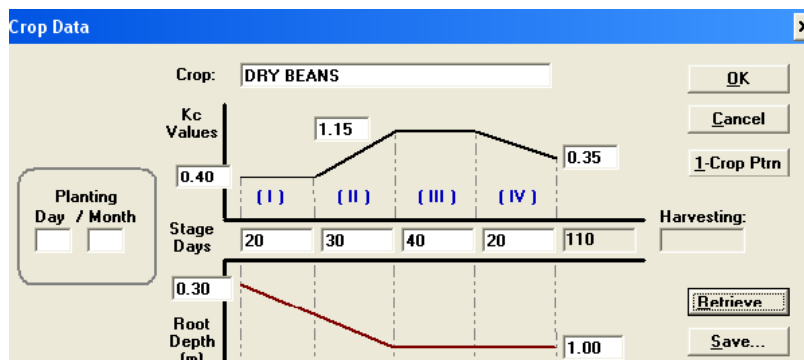 Crop Data
Crop: DRY BEANS
OK
Kc
Values
1.15
Cancel
0.35
1-Crop Ptrn
0.40
( I ) ( II ) ( III ) ( IV )
Planting
Day / Month
Harvesting:
Stage
Days
20 30 40 20 110
0.30
Retrieve
Root
Depth
(m)
1.00
Save...